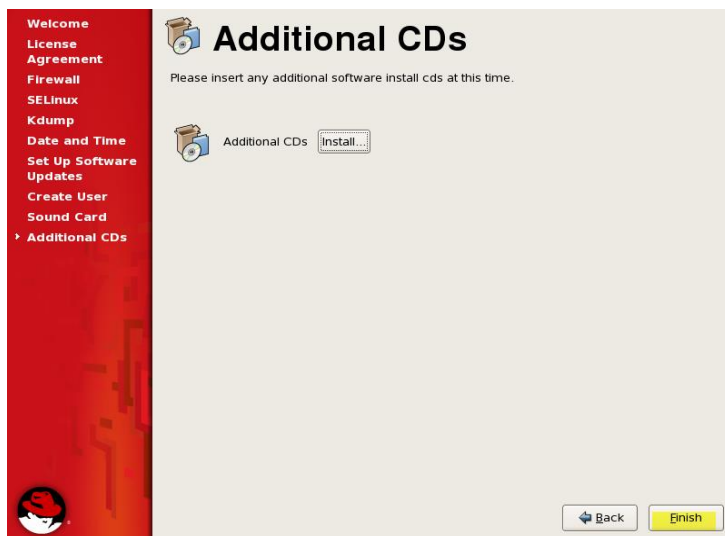 Welcome
License
Agreement
Firewall
SELinux
Kdump
Date and Time
Set Up Software
Updates
Create User
Sound Card
Additional CDs
Additional CDs
Please insert any additional software install cds at this time.
Additional CDs Install...
Back Finish